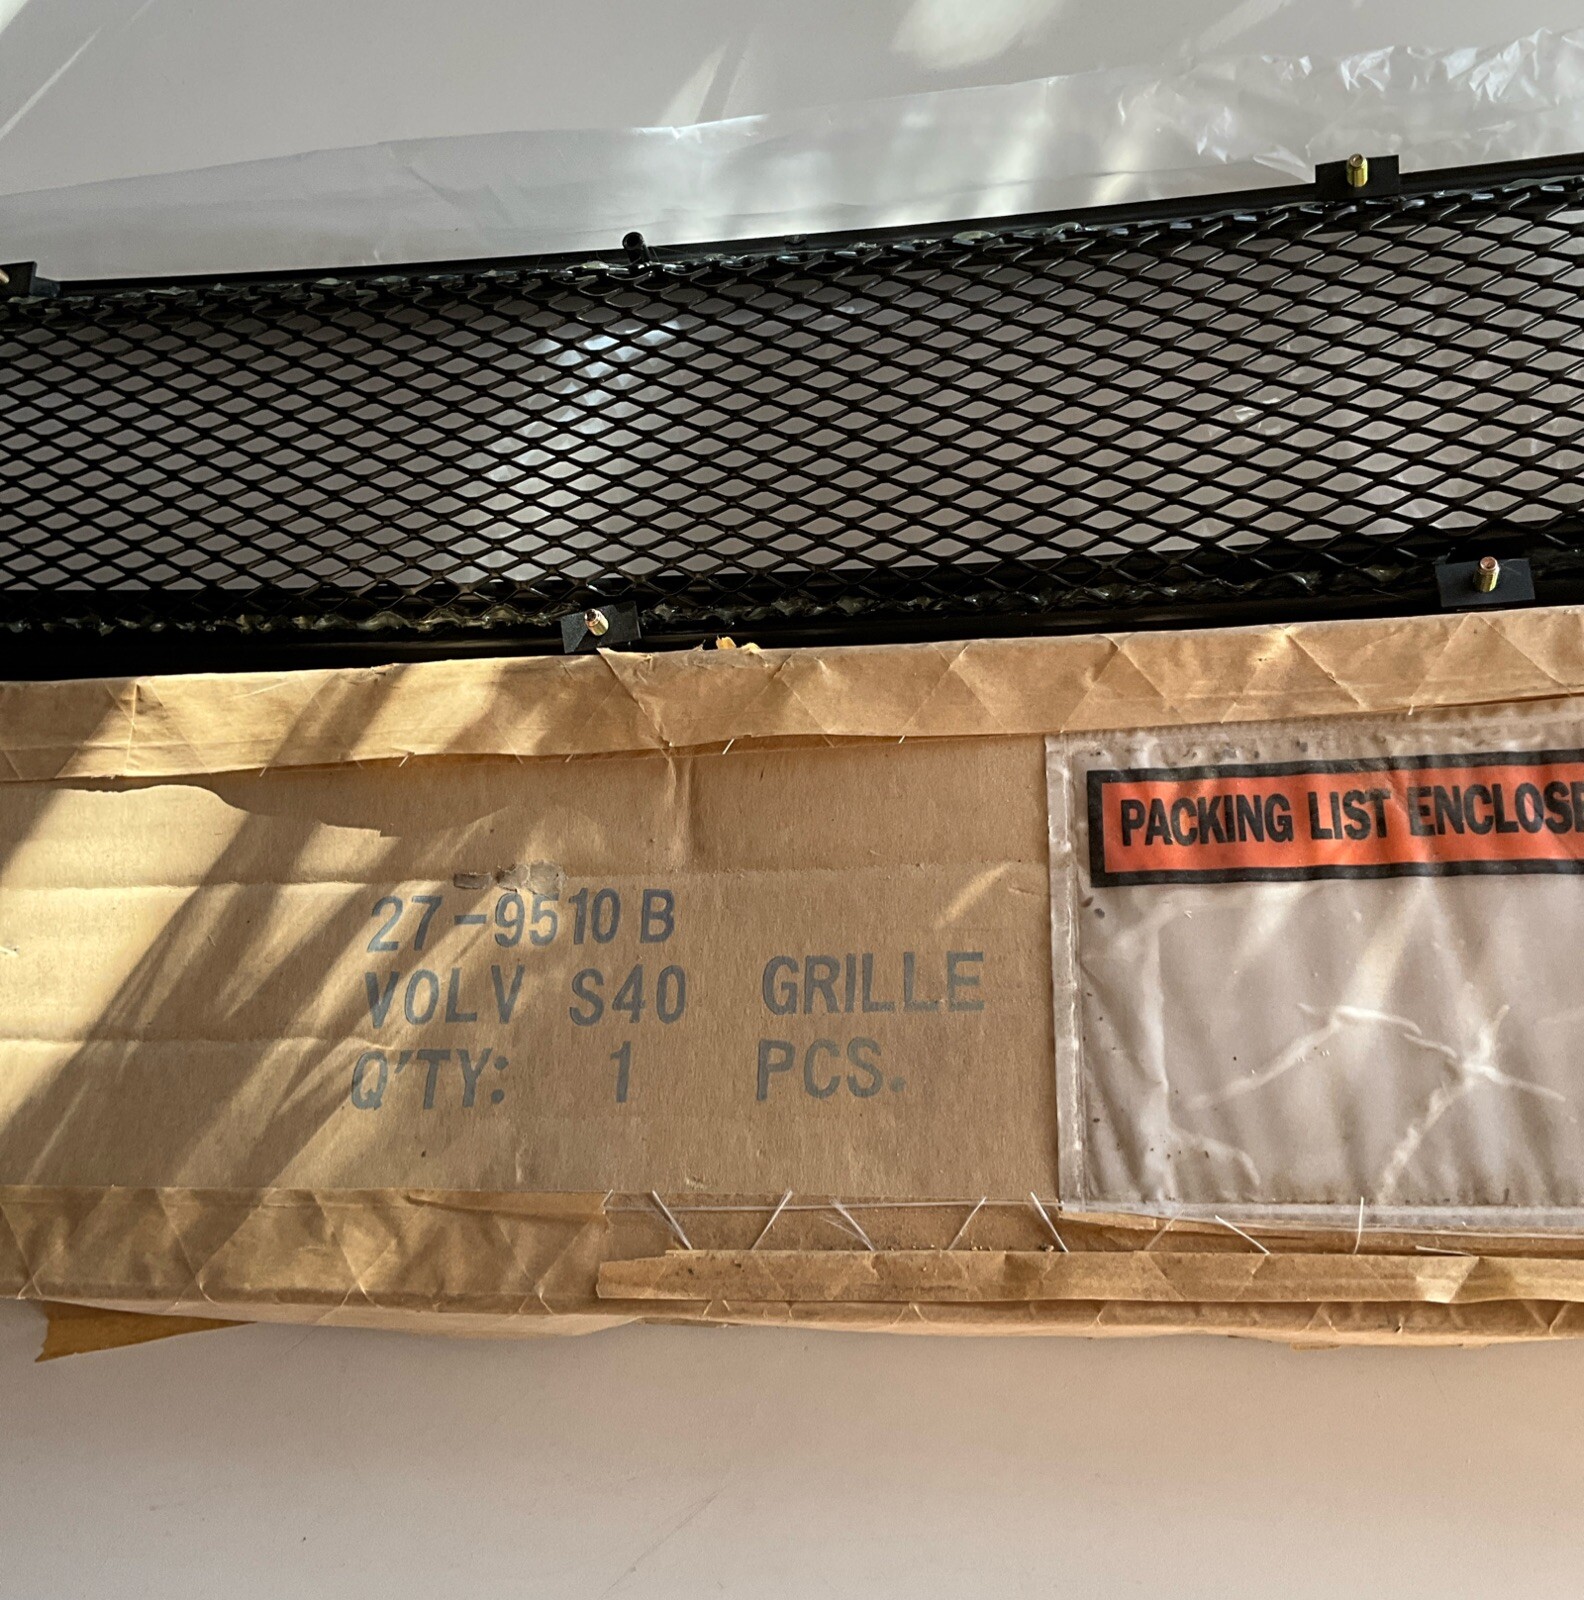 PACKING LIST ENCLOSE
27-9510 B
VOLV S40 GRILLE
Q'TY: 1 PCS.